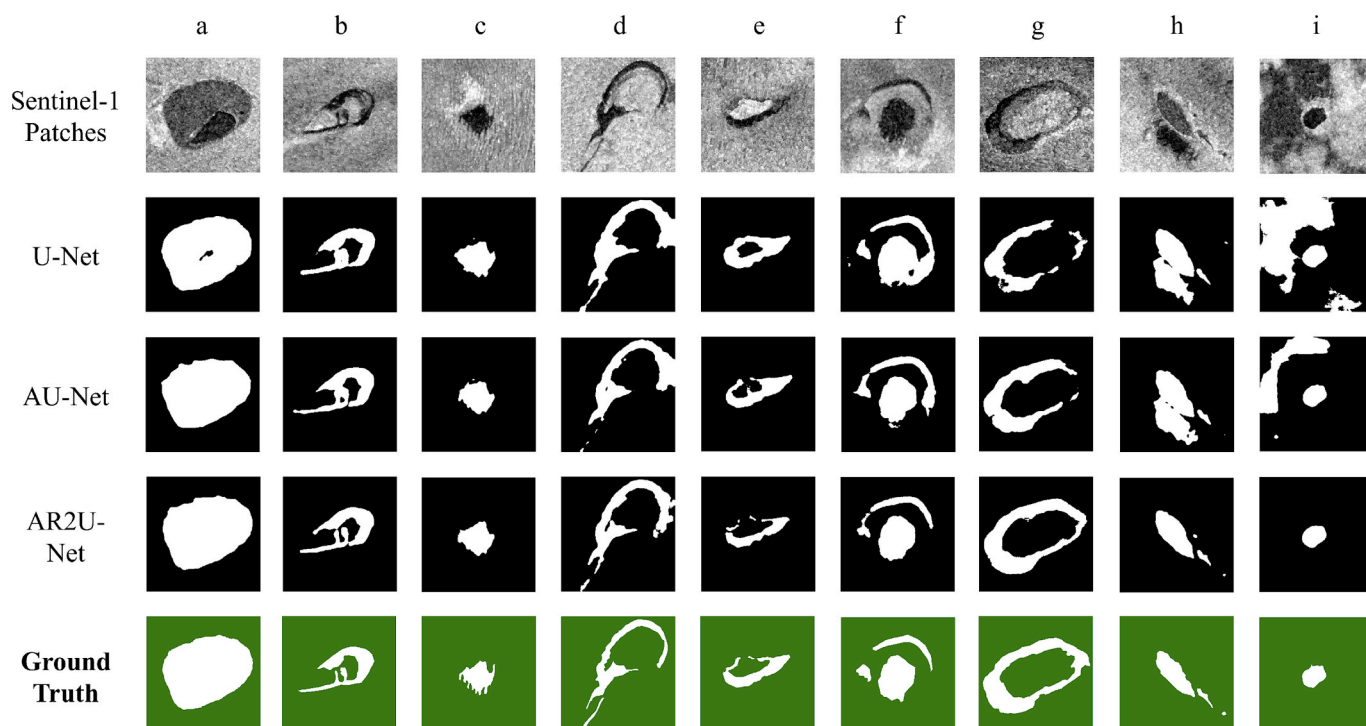 a b c d e f g h i
Sentinel-1
Patches
U-Net
AU-Net
AR2U-
Net
Ground
Truth